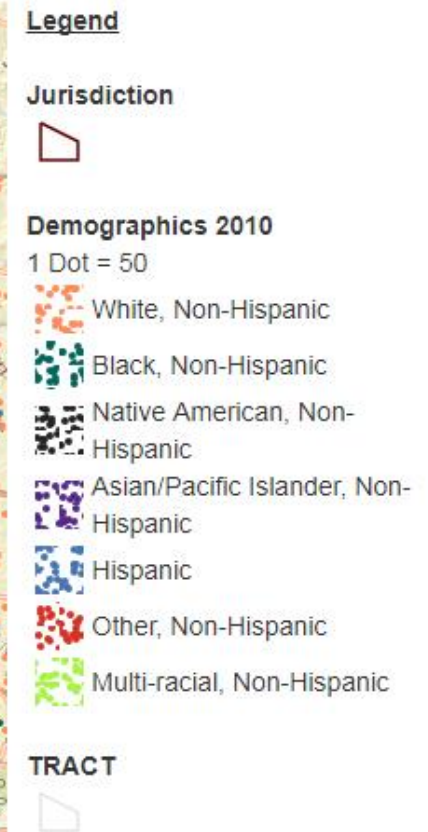 Legend
Jurisdiction
Demographics 2010
1 Dot = 50
White, Non-Hispanic
Black, Non-Hispanic
Native American, Non-
Hispanic
Asian/Pacific Islander, Non-
Hispanic
Hispanic
Other, Non-Hispanic
Multi-racial, Non-Hispanic
TRACT